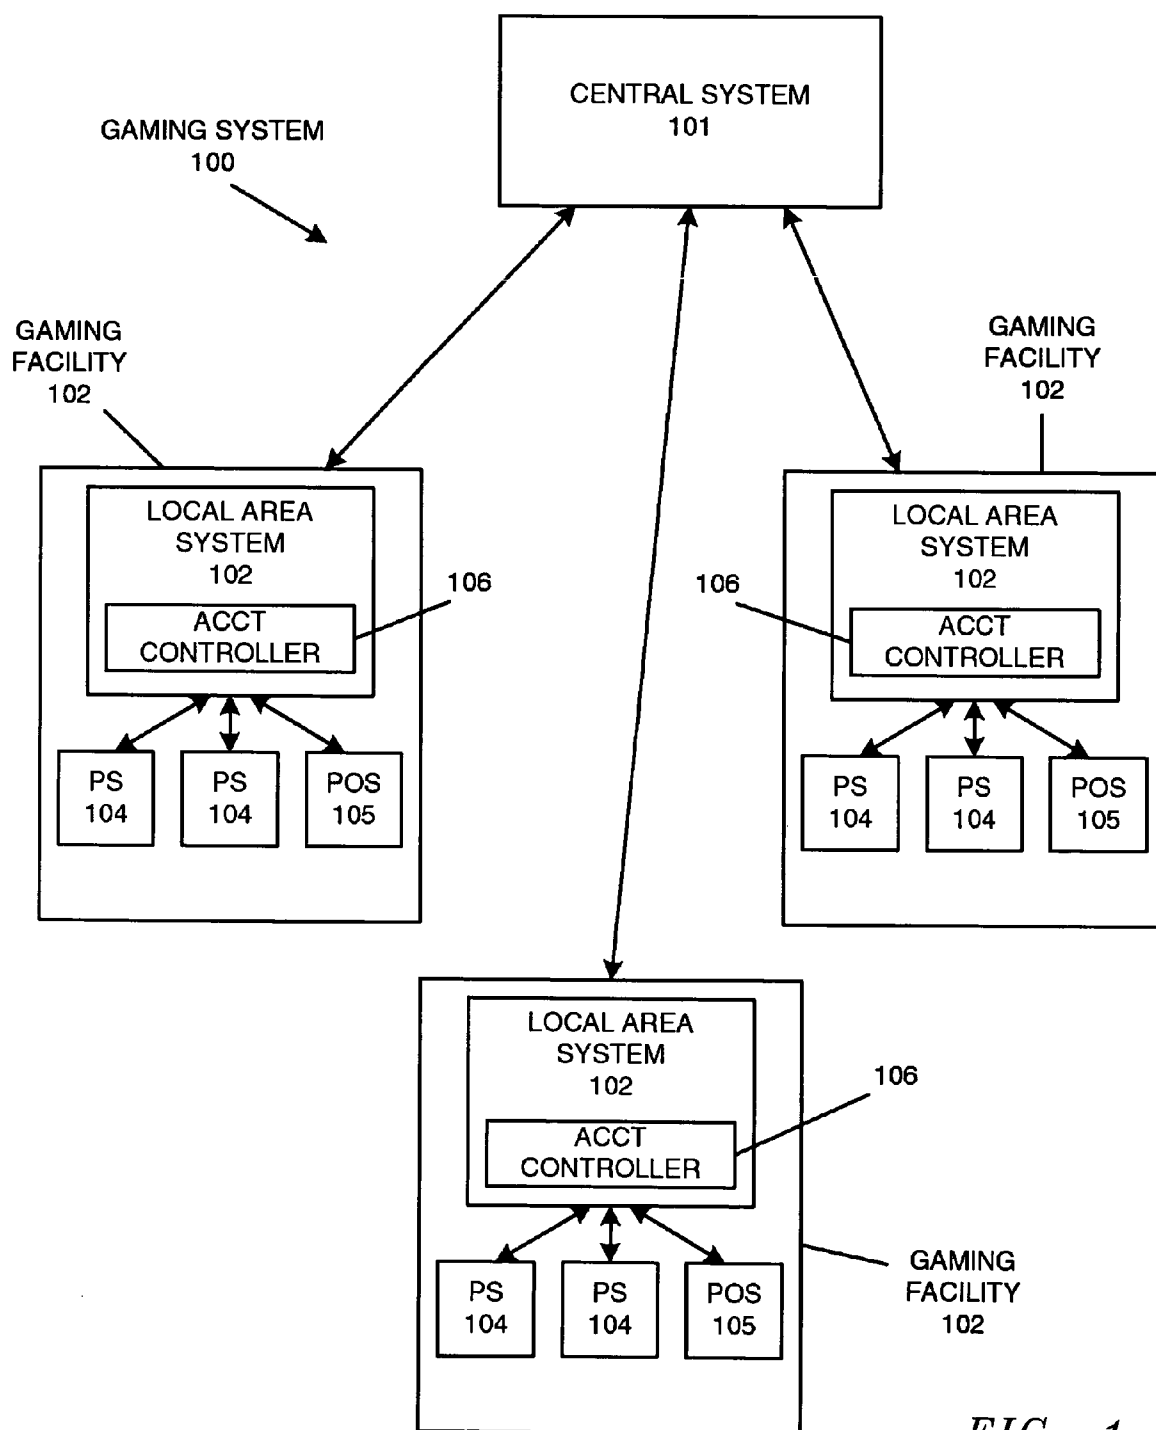 CENTRAL SYSTEM
101
GAMING SYSTEM
100
GAMING
FACILITY
102
GAMING
FACILITY
102
LOCAL AREA
SYSTEM
102
106
ACCT
CONTROLLER
PS
104
PS
104
POS
105
LOCAL AREA
SYSTEM
102
106
ACCT
CONTROLLER
PS
104
PS
104
POS
105
LOCAL AREA
SYSTEM
102
106
ACCT
CONTROLLER
PS
104
PS
104
POS
105
GAMING
FACILITY
102
FIG. 1